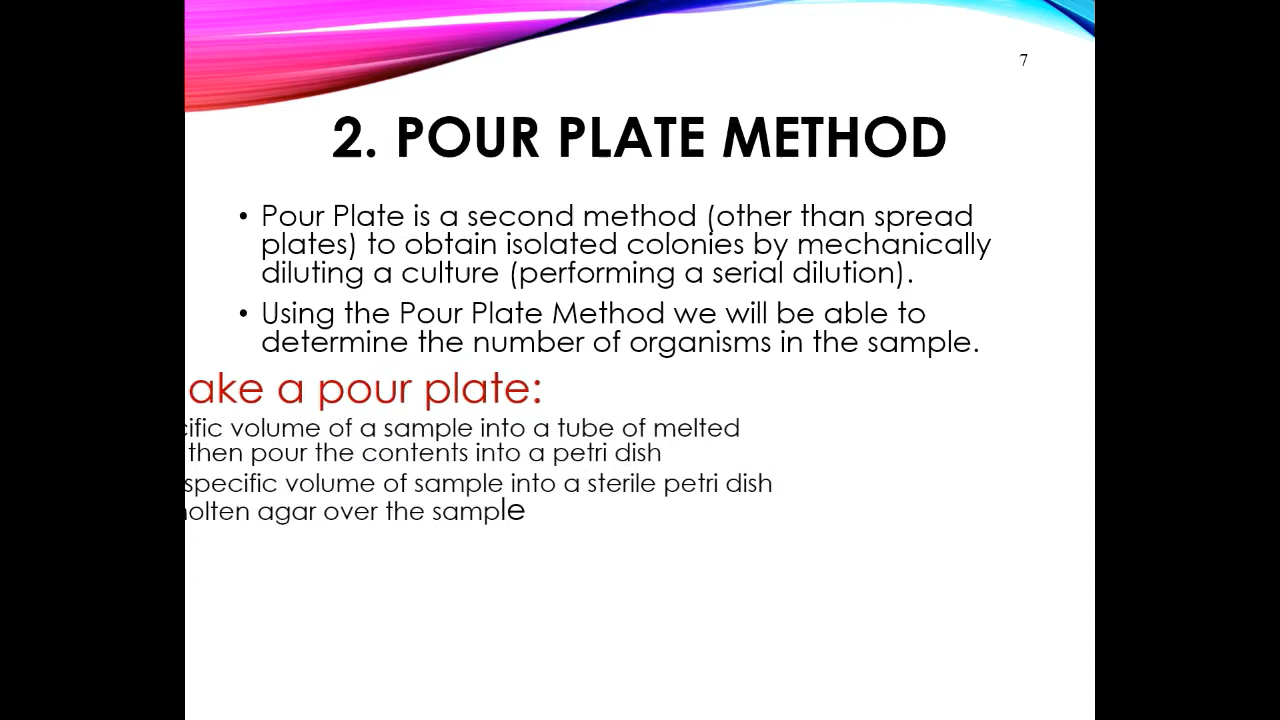 7
2. POUR PLATE METHOD
• Pour Plate is a second method (other than spread
plates) to obtain isolated colonies by mechanically
diluting a culture (performing a serial dilution).
• Using the Pour Plate Method we will be able to
determine the number of organisms in the sample.
ake a pour plate:
cific volume of a sample into a tube of melted
then pour the contents into a petri dish
specific volume of sample into a sterile petri dish
olten agar over the sample